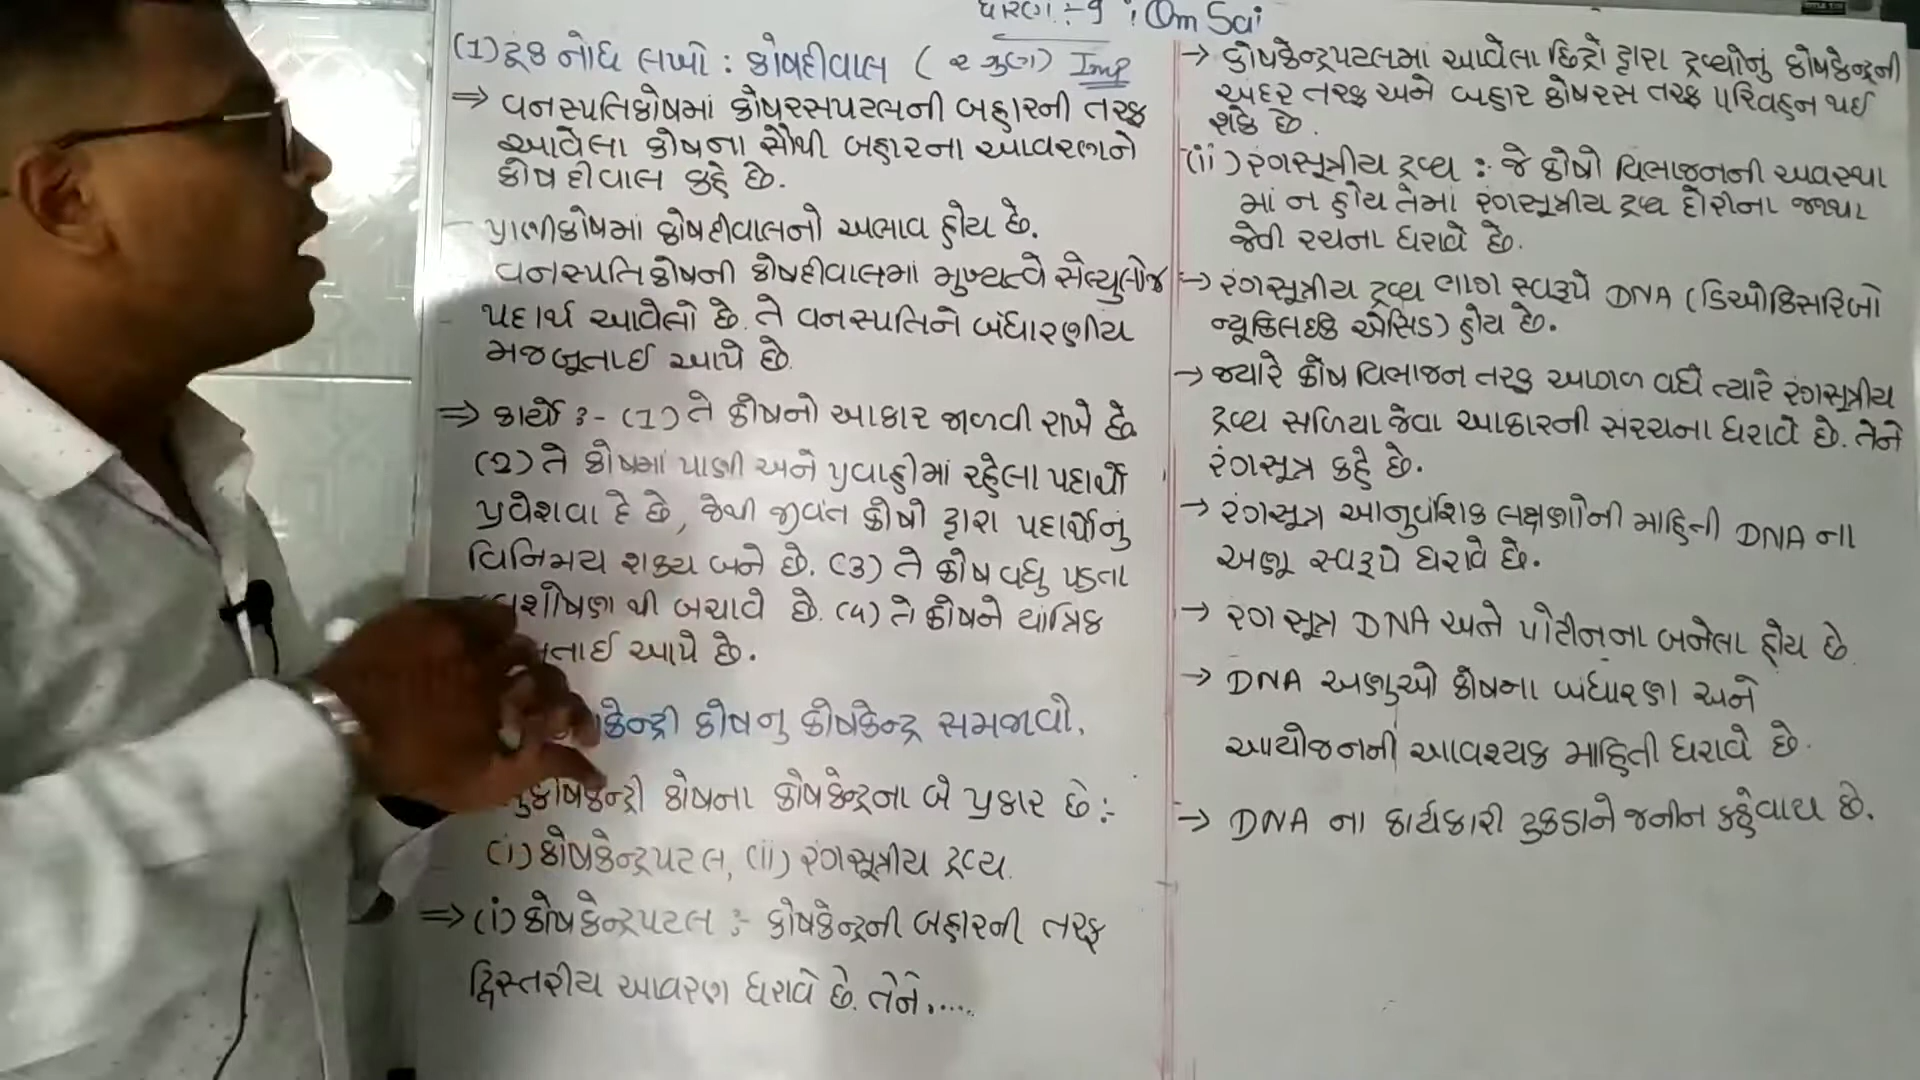 ધોરણ :- 9 : Om Sai
(1) ટૂંક નોંધ લખો : કોષદીવાલ ( ૨ ગુણ) Imp
⇒ વનસ્પતિકોષમાં કોષરસપટલની બહારની તરફ
આવેલા કોષના સૌથી બહારના આવરણને
કોષ દીવાલ કહે છે.
- પ્રાણીકોષમાં કોષદીવાલનો અભાવ હોય છે.
વનસ્પતિ કોષની કોષદીવાલમાં મુખ્યત્વે સેલ્યુલોઝ
પદાર્થ આવેલો છે. તે વનસ્પતિને બંધારણીય
મજબૂતાઈ આપે છે.
⇒ કાર્યો :- (1) તે કોષનો આકાર જાળવી રાખે છે.
(2) તે કોષમાં પાણી અને પ્રવાહીમાં રહેલા પદાર્થો
પ્રવેશવા દે છે, જેથી જીવંત કોષો દ્વારા પદાર્થોનું
વિનિમય શક્ય બને છે. (3) તે કોષ વધુ પડતા
શોષણ થી બચાવે છે. (4) તે કોષને યાંત્રિક
તાઈ આપે છે.
કેન્દ્રી કોષનુ કોષકેન્દ્ર સમજાવો.
સુકોષકેન્દ્રી કોષના કોષકેન્દ્રના બે પ્રકાર છે :-
(i) કોષકેન્દ્રપટલ, (ii) રંગસૂત્રીય દ્રવ્ય.
⇒ (i) કોષકેન્દ્રપટલ :- કોષકેન્દ્રની બહારની તરફ
દ્વિસ્તરીય આવરણ ધરાવે છે. તેને.....
→ કોષકેન્દ્રપટલમાં આવેલા છિદ્રો દ્વારા દ્રવ્યોનું કોષકેન્દ્રની
અંદર તરફ અને બહાર કોષરસ તરફ પરિવહન થઈ
શકે છે.
(ii) રંગસૂત્રીય દ્રવ્ય :- જે કોષો વિભાજનની અવસ્થા
માં ન હોય તેમાં રંગસૂત્રીય દ્રવ્ય દોરીના જથ્થા
જેવી રચના ધરાવે છે.
→ રંગસૂત્રીય દ્રવ્ય ભાગ સ્વરૂપે DNA (ડિઓક્સિરિબો
ન્યૂક્લિઇક એસિડ) હોય છે.
→ જ્યારે કોષ વિભાજન તરફ આગળ વધે ત્યારે રંગસૂત્રીય
દ્રવ્ય સળિયા જેવા આકારની સંરચના ધરાવે છે. તેને
રંગસૂત્ર કહે છે.
→ રંગસૂત્ર આનુવંશિક લક્ષણોની માહિતી DNA ના
અણૂ સ્વરૂપે ધરાવે છે.
→ રંગ સૂત્ર DNA અને પોટીનના બનેલા હોય છે.
→ DNA અણુઓ કોષના બંધારણ અને
આયોજનની આવશ્યક માહિતી ધરાવે છે.
→ DNA ના કાર્યકારી ટુકડાને જનીન કહેવાય છે.